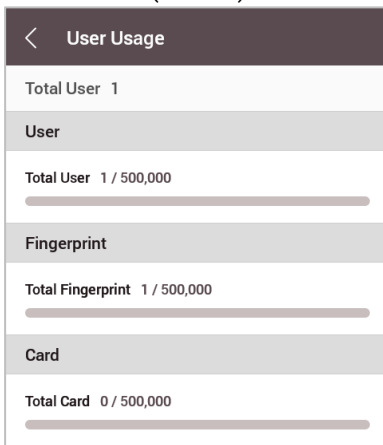 User Usage
Total User 1
User
Total User 1 / 500,000
Fingerprint
Total Fingerprint 1 / 500,000
Card
Total Card 0 / 500,000